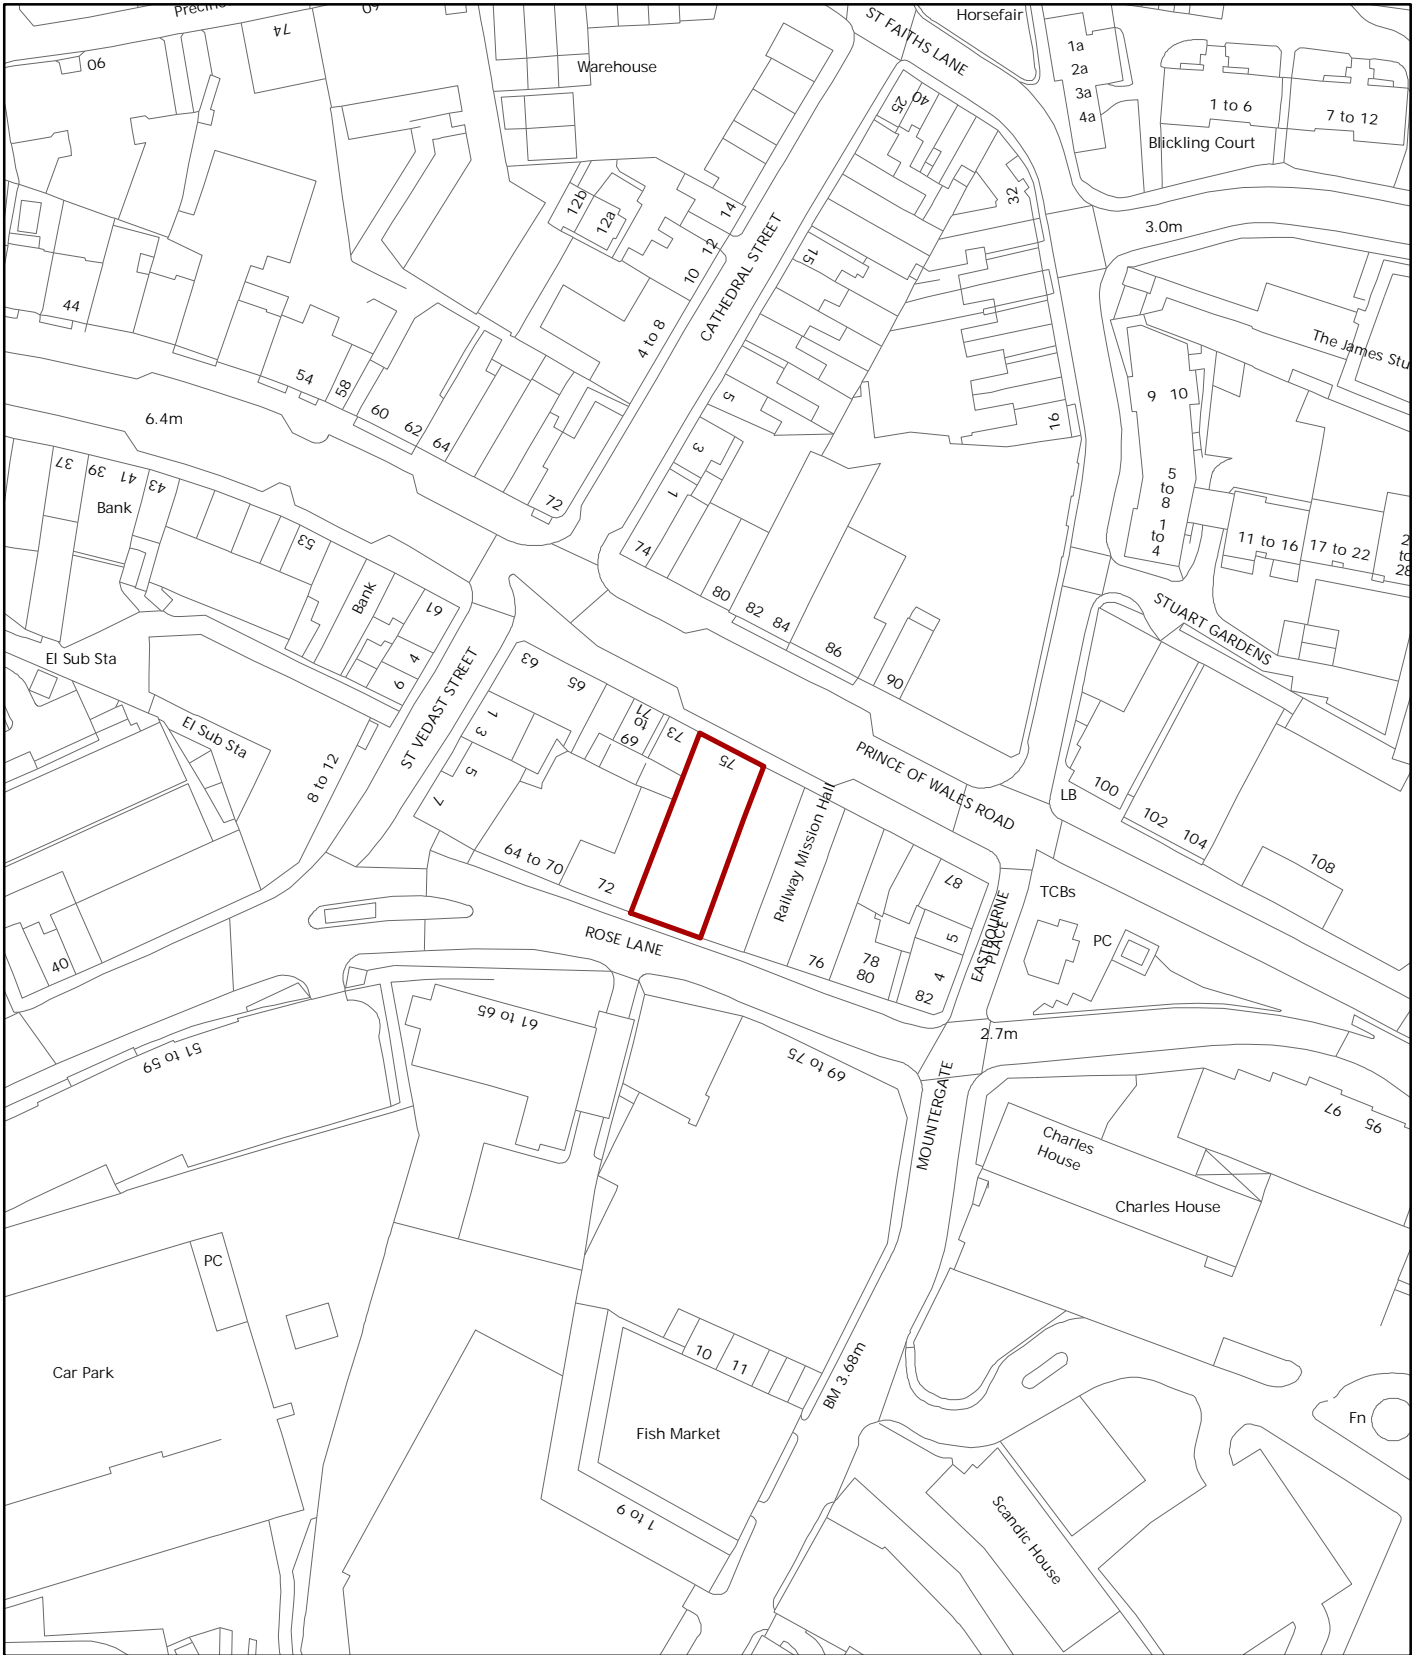 Precin
60
74
90
Warehouse
ST FAITHS LANE
Horsefair
1a
2a
3a
4a
1 to 6
7 to 12
Blickling Court
25
40
32
3.0m
12b
12a
14
12
10
4 to 8
CATHEDRAL STREET
15
44
54
58
60
62
64
72
6.4m
The James Stu
9
10
5
to
8
1
to
4
16
5
3
1
74
80
82
84
86
90
37
39
41
43
Bank
53
Bank
61
4
6
11 to 16
17 to 22
2
to
28
STUART GARDENS
El Sub Sta
El Sub Sta
ST VEDAST STREET
8 to 12
63
65
1
3
5
7
69
to
71
73
75
64 to 70
72
Railway Mission Hall
PRINCE OF WALES ROAD
LB
100
102
104
108
87
5
4
76
78
80
82
EASTBOURNE
PLACE
TCBs
PC
ROSE LANE
40
51 to 59
61 to 65
69 to 75
2.7m
MOUNTERGATE
Charles
House
Charles House
97
95
PC
Car Park
10
11
BM 3.68m
Fish Market
1 to 9
Fn
Scandic House